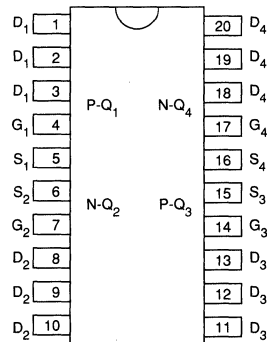 D₁ 1 20 D₄
D₁ 2 19 D₄
D₁ 3 18 D₄
P-Q₁ N-Q₄
G₁ 4 17 G₄
S₁ 5 16 S₄
S₂ 6 15 S₃
N-Q₂ P-Q₃
G₂ 7 14 G₃
D₂ 8 13 D₃
D₂ 9 12 D₃
D₂ 10 11 D₃